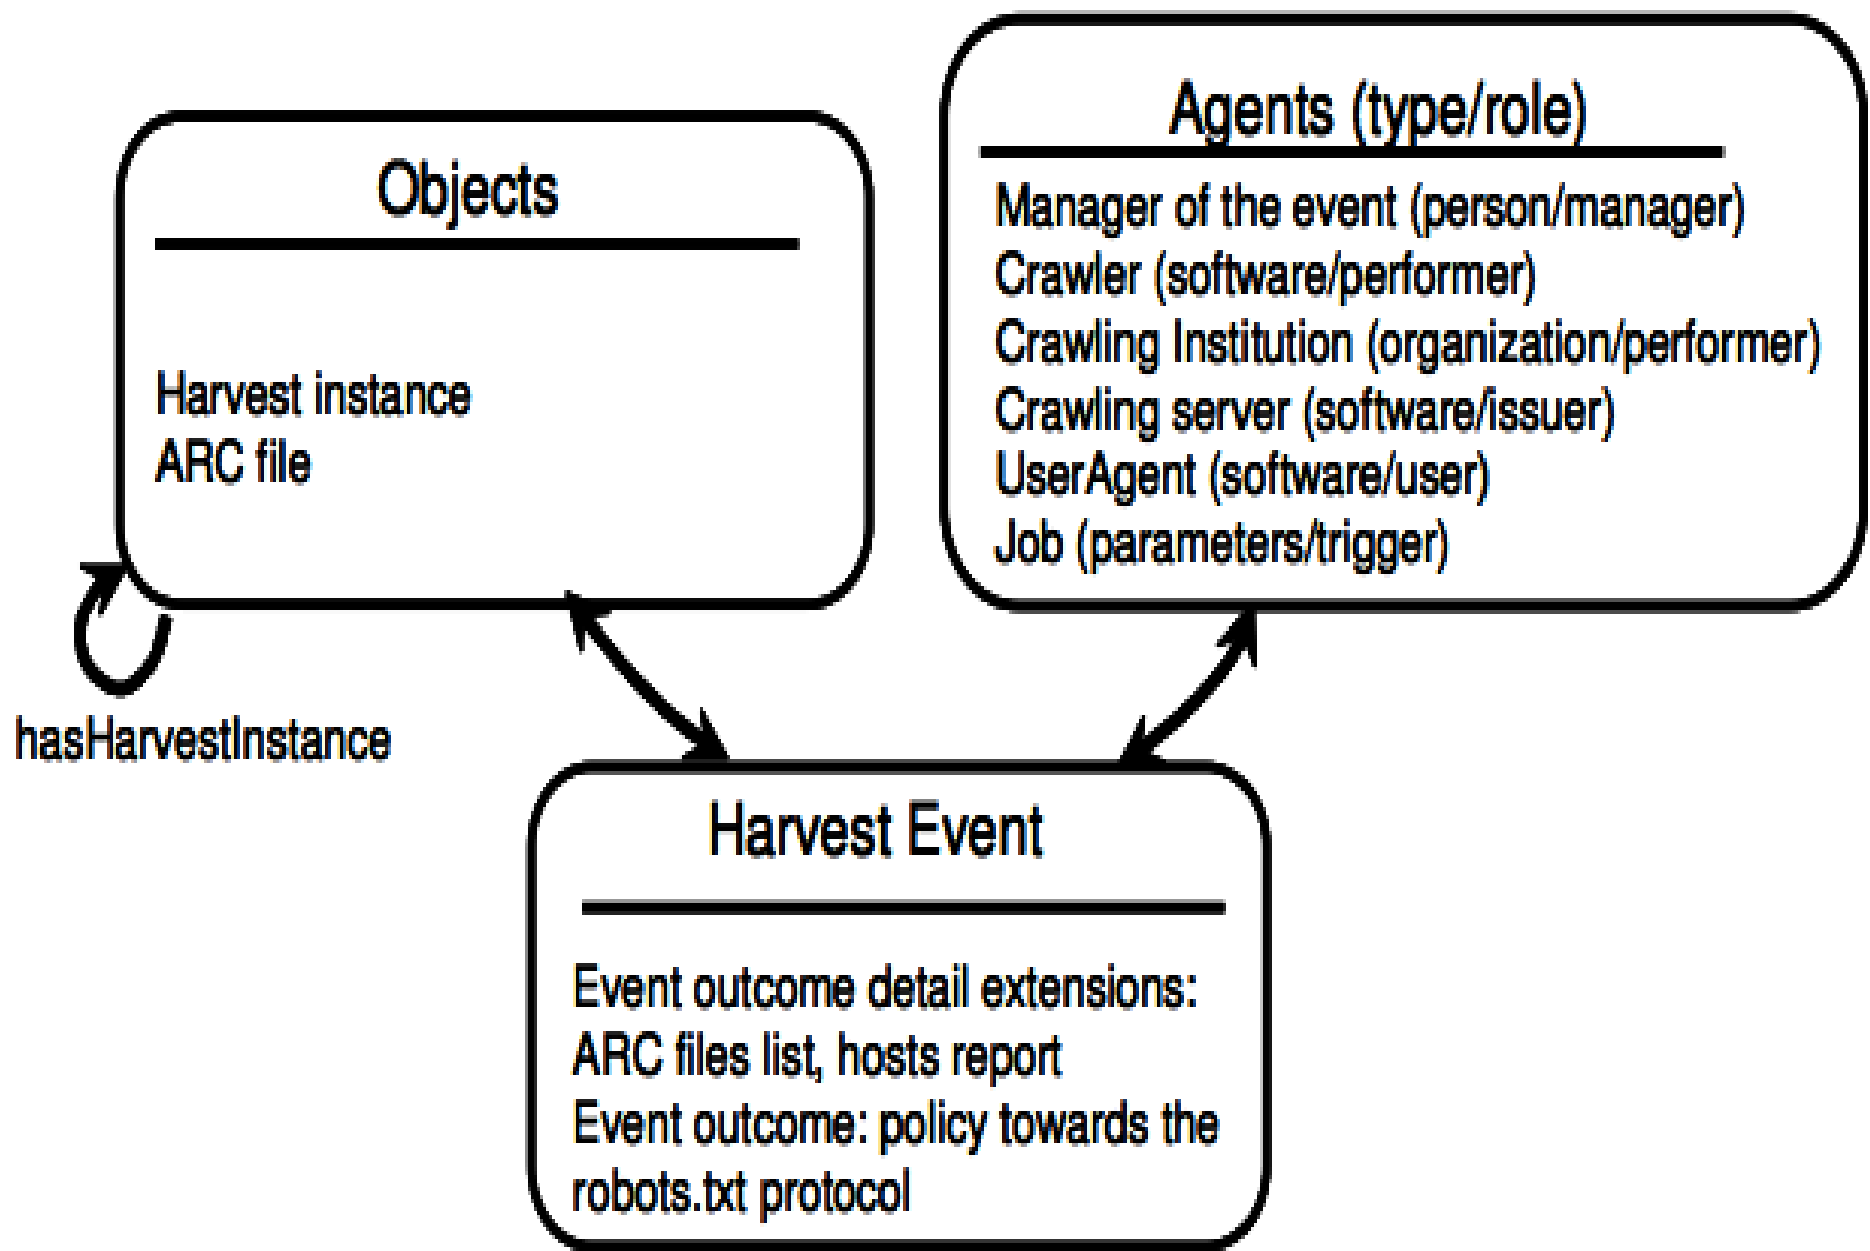 Objects
Harvest instance
ARC file
hasHarvestInstance
Agents (type/role)
Manager of the event (person/manager)
Crawler (software/performer)
Crawling Institution (organization/performer)
Crawling server (software/issuer)
UserAgent (software/user)
Job (parameters/trigger)
Harvest Event
Event outcome detail extensions:
ARC files list, hosts report
Event outcome: policy towards the
robots.txt protocol